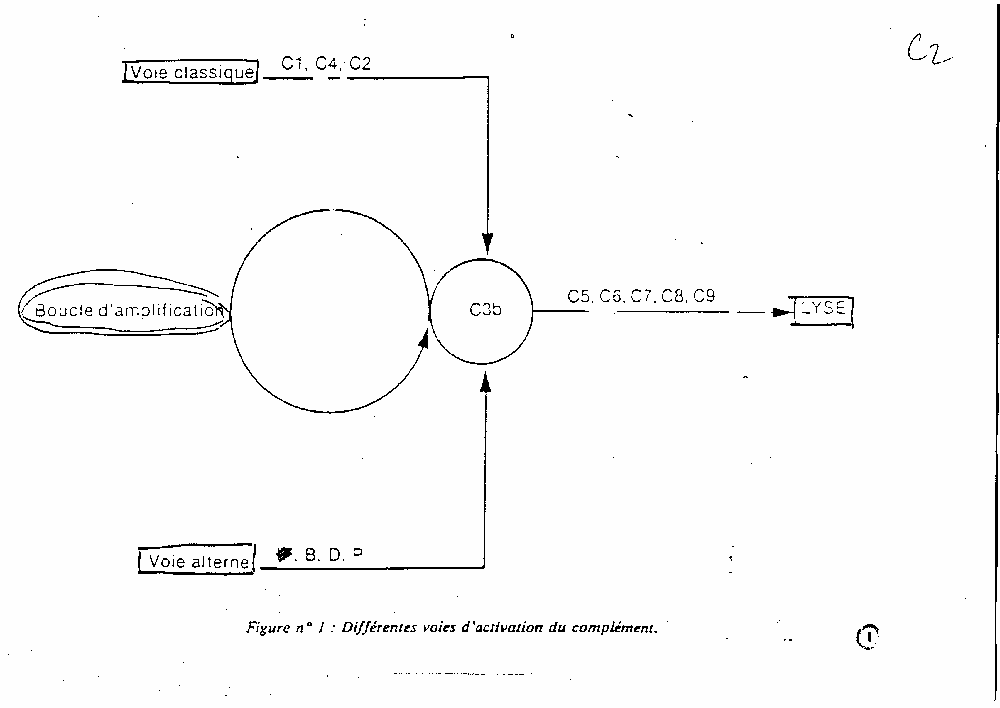 C2
C1, C4, C2
Voie classique
C5, C6, C7, C8, C9
Boucle d'amplification
C3b
LYSE
. B. D. P
Voie alterne
Figure n° 1 : Différentes voies d'activation du complément.
1